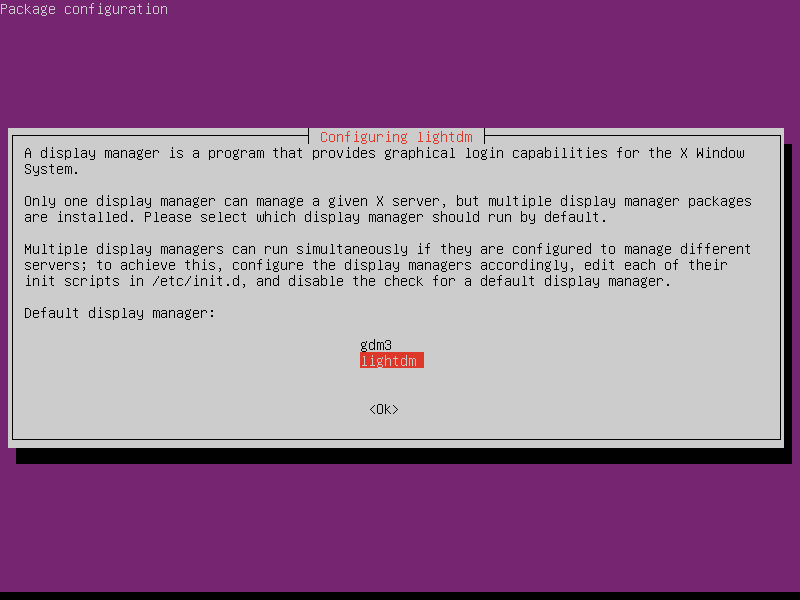 Package configuration
Configuring lightdm
A display manager is a program that provides graphical login capabilities for the X Window
System.
Only one display manager can manage a given X server, but multiple display manager packages
are installed. Please select which display manager should run by default.
Multiple display managers can run simultaneously if they are configured to manage different
servers; to achieve this, configure the display managers accordingly, edit each of their
init scripts in /etc/init.d, and disable the check for a default display manager.
Default display manager:
gdm3
lightdm
<Ok>